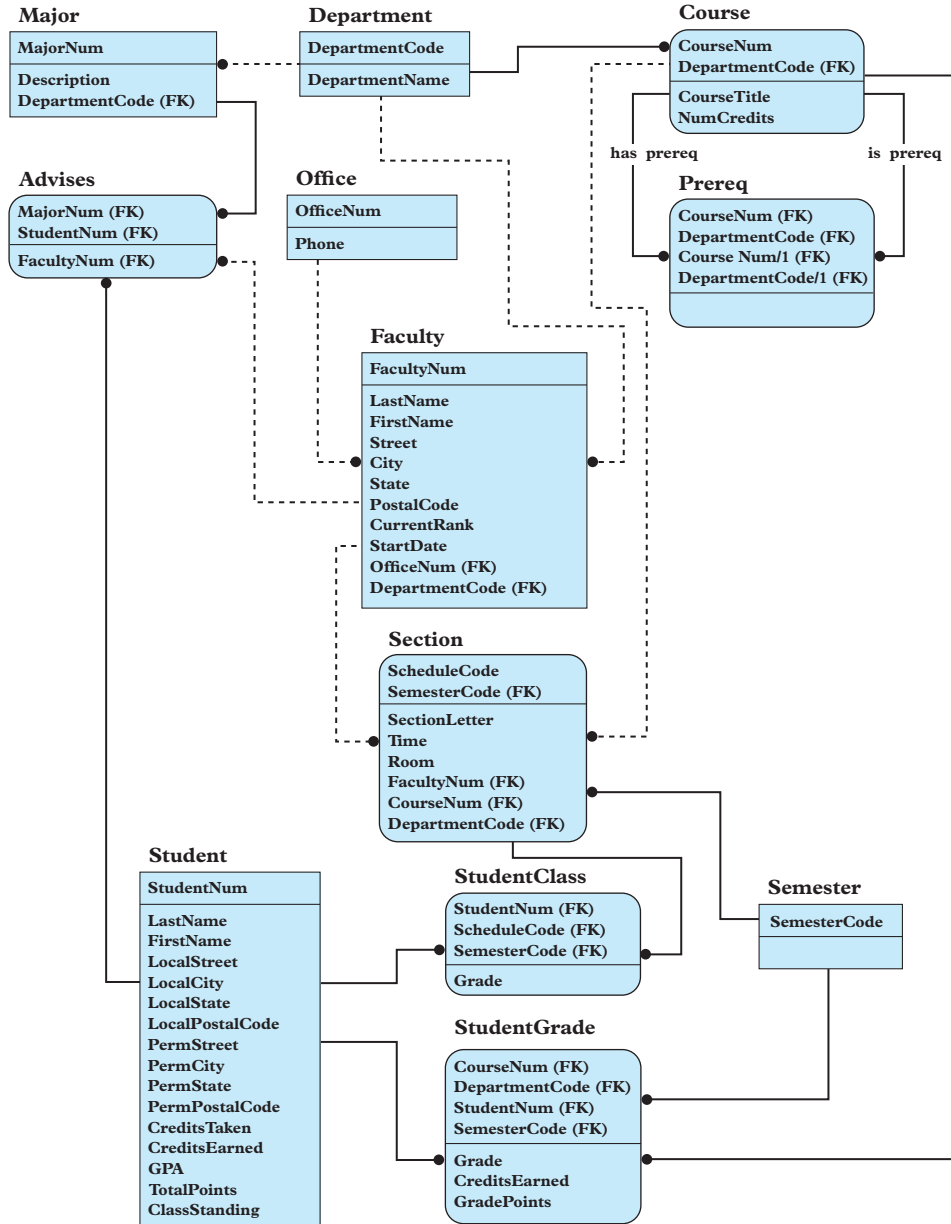 Major
MajorNum
Description
DepartmentCode (FK)
Department
DepartmentCode
DepartmentName
Course
CourseNum
DepartmentCode (FK)
CourseTitle
NumCredits
has prereq
is prereq
Advises
MajorNum (FK)
StudentNum (FK)
FacultyNum (FK)
Office
OfficeNum
Phone
Prereq
CourseNum (FK)
DepartmentCode (FK)
Course Num/1 (FK)
DepartmentCode/1 (FK)
Faculty
FacultyNum
LastName
FirstName
Street
City
State
PostalCode
CurrentRank
StartDate
OfficeNum (FK)
DepartmentCode (FK)
Section
ScheduleCode
SemesterCode (FK)
SectionLetter
Time
Room
FacultyNum (FK)
CourseNum (FK)
DepartmentCode (FK)
Student
StudentNum
LastName
FirstName
LocalStreet
LocalCity
LocalState
LocalPostalCode
PermStreet
PermCity
PermState
PermPostalCode
CreditsTaken
CreditsEarned
GPA
TotalPoints
ClassStanding
StudentClass
StudentNum (FK)
ScheduleCode (FK)
SemesterCode (FK)
Grade
Semester
SemesterCode
StudentGrade
CourseNum (FK)
DepartmentCode (FK)
StudentNum (FK)
SemesterCode (FK)
Grade
CreditsEarned
GradePoints